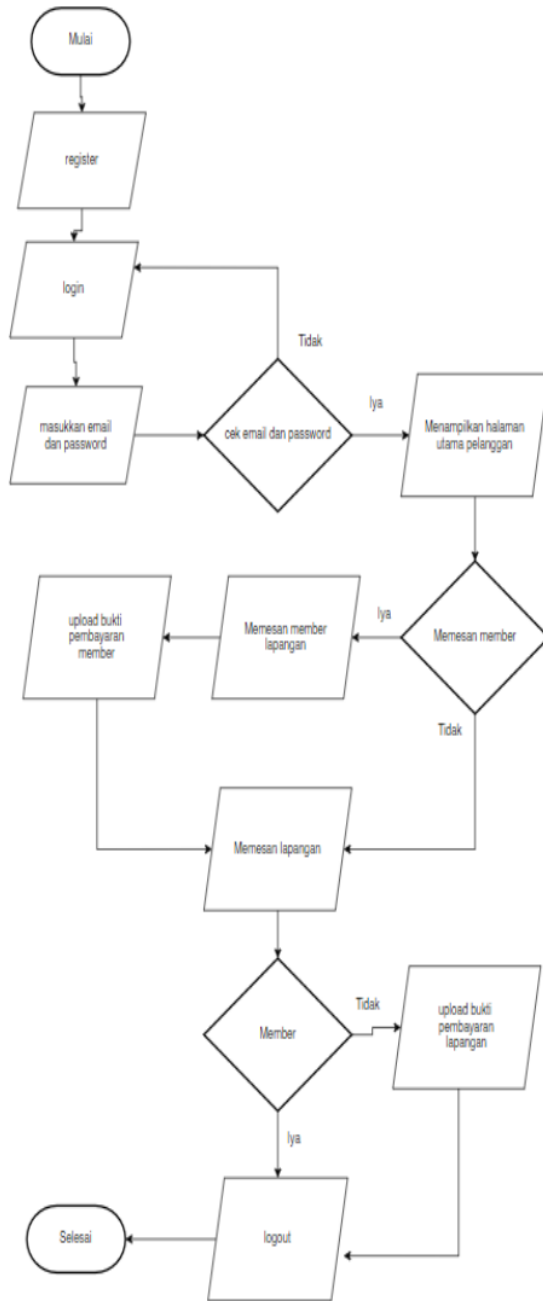 Mulai
register
login
Tidak
masukkan email
dan password
cek email dan password
Iya
Menampilkan halaman
utama pelanggan
upload bukti
pembayaran
member
Memesan member
lapangan
Iya
Memesan member
Tidak
Memesan lapangan
Member
Tidak
upload bukti
pembayaran
lapangan
Iya
Selesai
logout